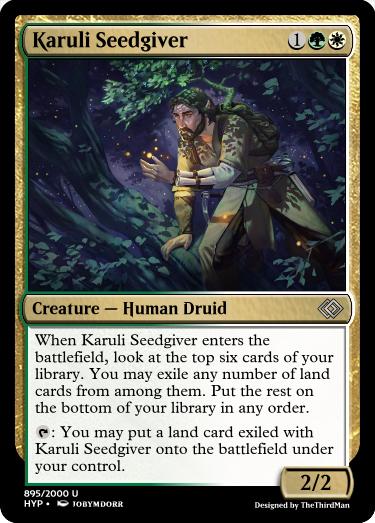 Karuli Seedgiver 1
Creature — Human Druid
When Karuli Seedgiver enters the
battlefield, look at the top six cards of your
library. You may exile any number of land
cards from among them. Put the rest on
the bottom of your library in any order.
: You may put a land card exiled with
Karuli Seedgiver onto the battlefield under
your control.
2/2
895/2000 U
HYP • JOBYMDORR
Designed by TheThirdMan